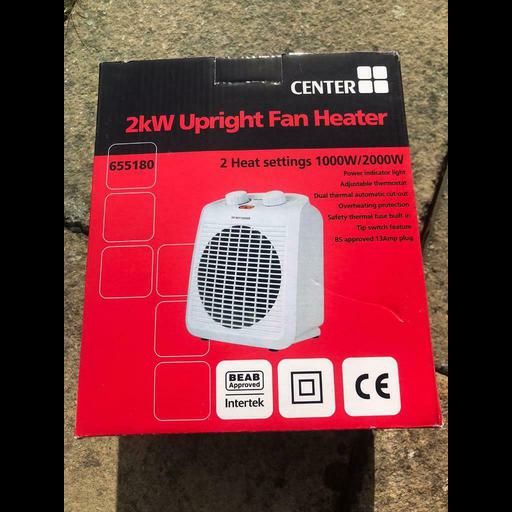 CENTER
2kW Upright Fan Heater
655180
2 Heat settings 1000W/2000W
Power indicator light
Adjustable thermostat
Dual thermal automatic cut-out
Overheating protection
Safety thermal fuse built in
Tip switch feature
BS approved 13Amp plug
BEAB
Approved
Intertek
CE